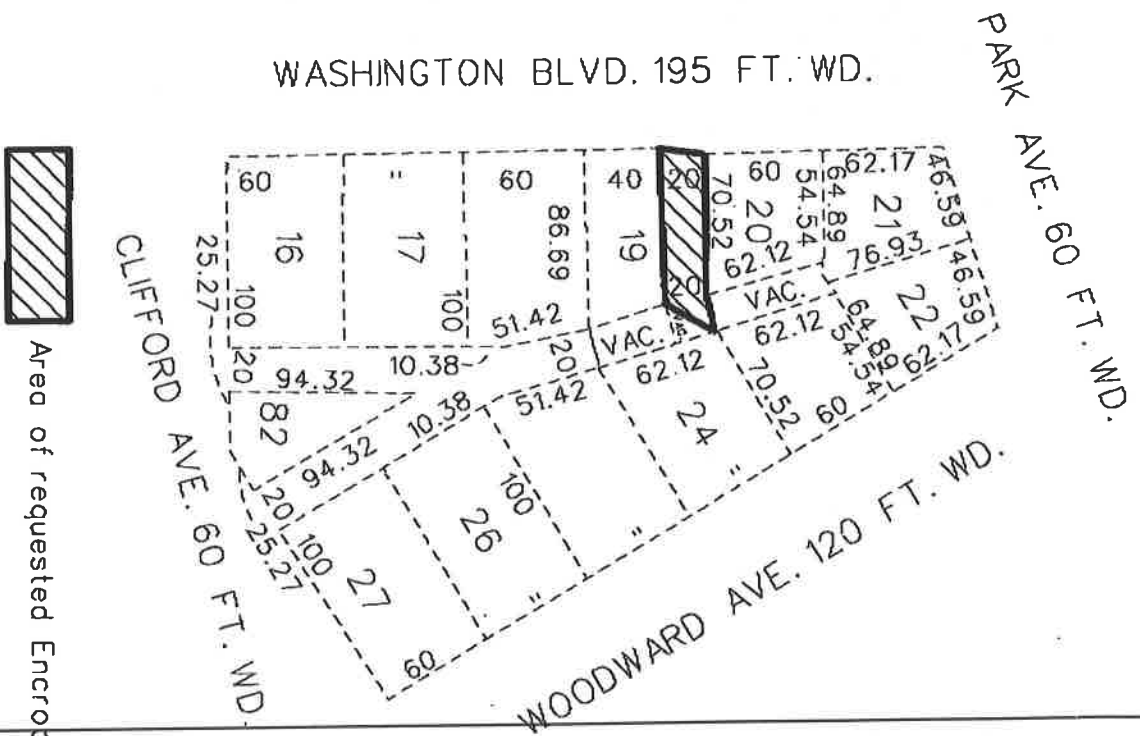 WASHINGTON BLVD. 195 FT. WD.
PARK AVE. 60 FT. WD.
60 " 60 40 20 60 62.17 46.59
16 17 86.69 19 70.52 20 54.54 64.89 21
25.27 100 100 51.42 20 62.12 76.93 46.59
CLIFFORD AVE. 60 FT. WD.
20 94.32 10.38 20 VAC. 62.12 VAC. 62.12 64.89 22
82 94.32 10.38 51.42 24 70.52 54.54 62.17
20 100 " 60
25.27 100 27 26 "
60 "
WOODWARD AVE. 120 FT. WD.
Area of requested Encro